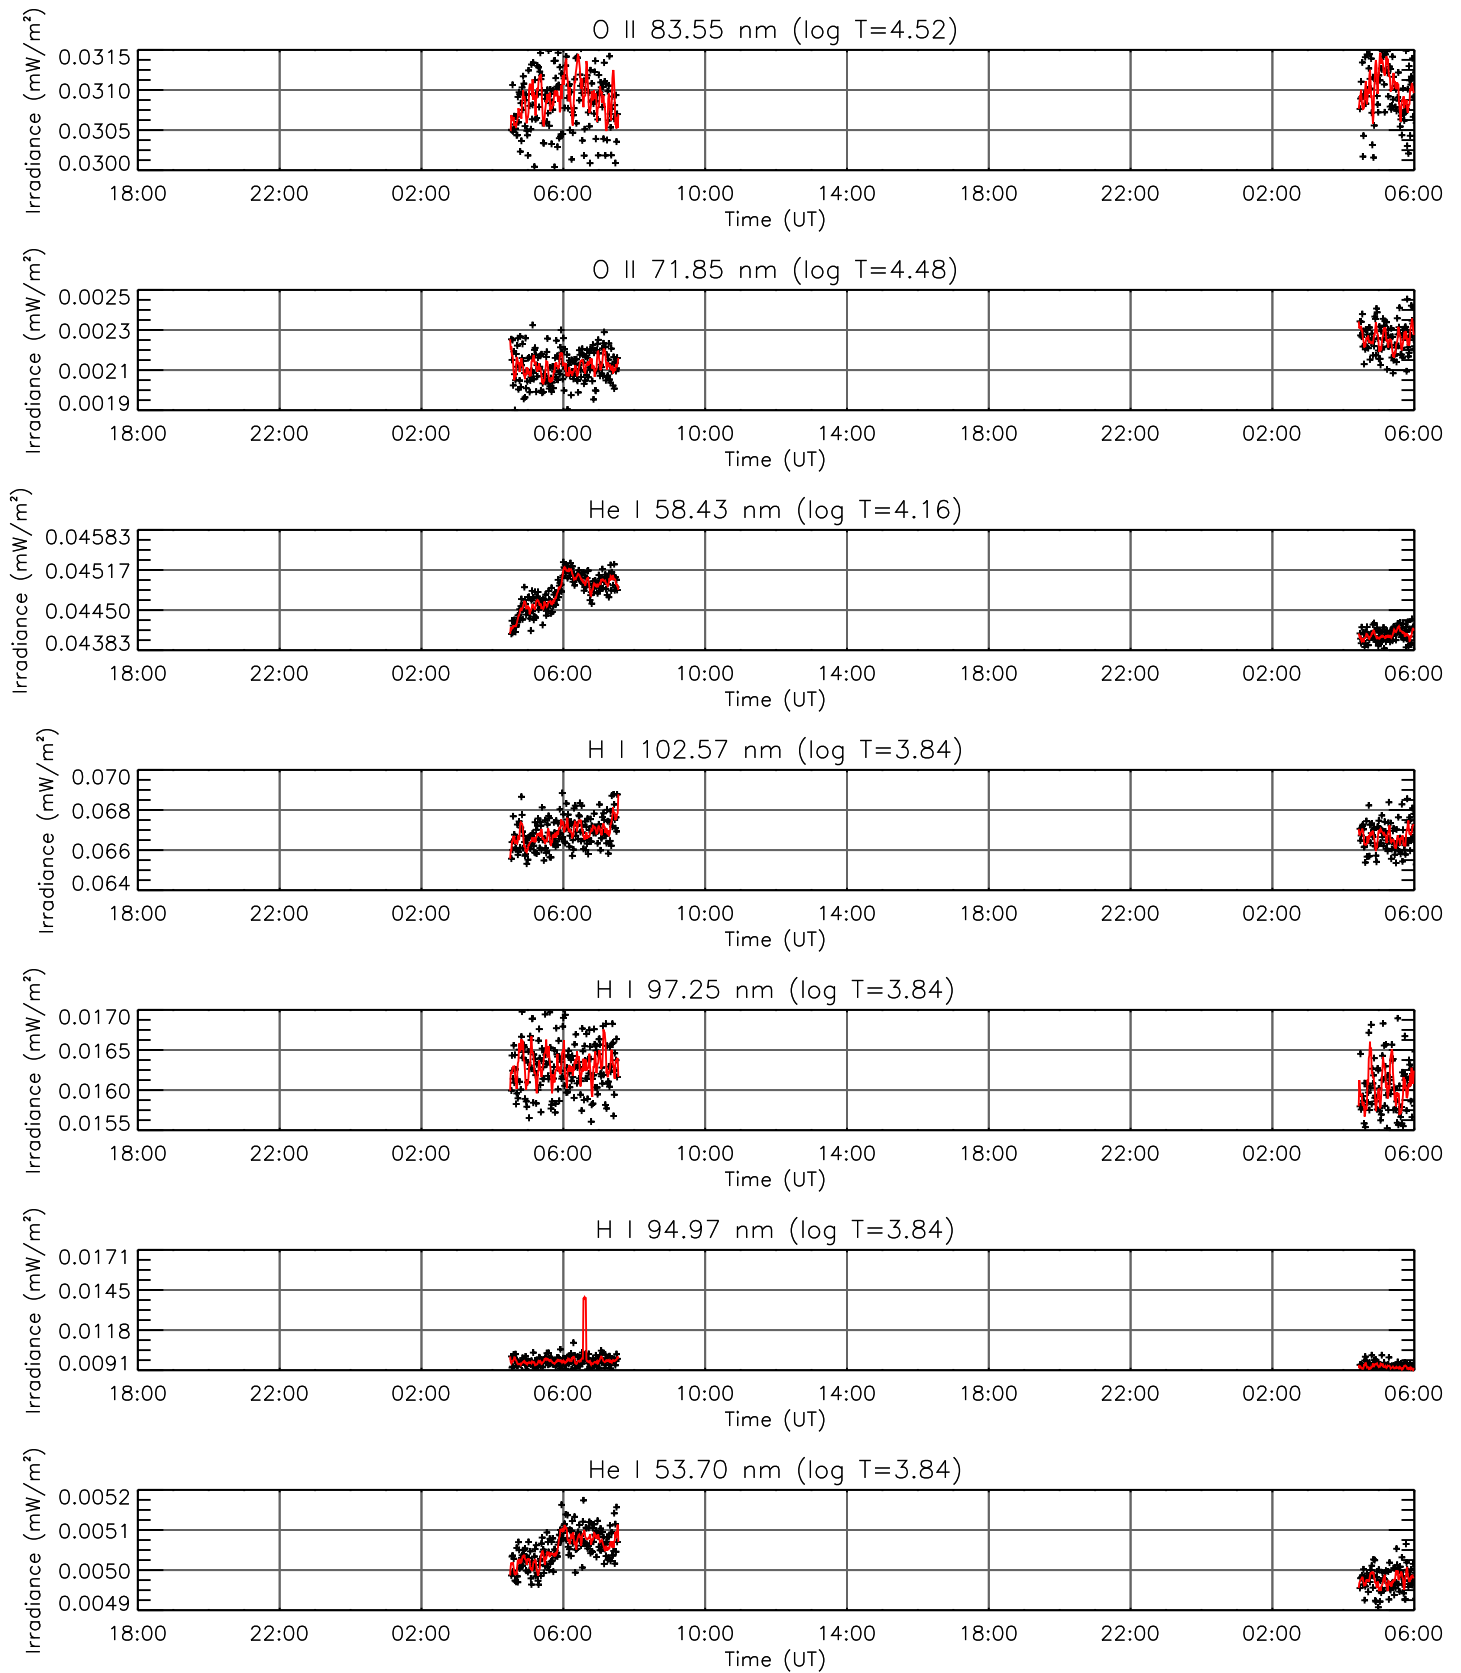 O II 83.55 nm (log T=4.52)
Irradiance (mW/m²)
0.0315
0.0310
0.0305
0.0300
18:00 22:00 02:00 06:00 10:00 14:00 18:00 22:00 02:00 06:00
Time (UT)
O II 71.85 nm (log T=4.48)
Irradiance (mW/m²)
0.0025
0.0023
0.0021
0.0019
18:00 22:00 02:00 06:00 10:00 14:00 18:00 22:00 02:00 06:00
Time (UT)
He I 58.43 nm (log T=4.16)
Irradiance (mW/m²)
0.04583
0.04517
0.04450
0.04383
18:00 22:00 02:00 06:00 10:00 14:00 18:00 22:00 02:00 06:00
Time (UT)
H I 102.57 nm (log T=3.84)
Irradiance (mW/m²)
0.070
0.068
0.066
0.064
18:00 22:00 02:00 06:00 10:00 14:00 18:00 22:00 02:00 06:00
Time (UT)
H I 97.25 nm (log T=3.84)
Irradiance (mW/m²)
0.0170
0.0165
0.0160
0.0155
18:00 22:00 02:00 06:00 10:00 14:00 18:00 22:00 02:00 06:00
Time (UT)
H I 94.97 nm (log T=3.84)
Irradiance (mW/m²)
0.0171
0.0145
0.0118
0.0091
18:00 22:00 02:00 06:00 10:00 14:00 18:00 22:00 02:00 06:00
Time (UT)
He I 53.70 nm (log T=3.84)
Irradiance (mW/m²)
0.0052
0.0051
0.0050
0.0049
18:00 22:00 02:00 06:00 10:00 14:00 18:00 22:00 02:00 06:00
Time (UT)